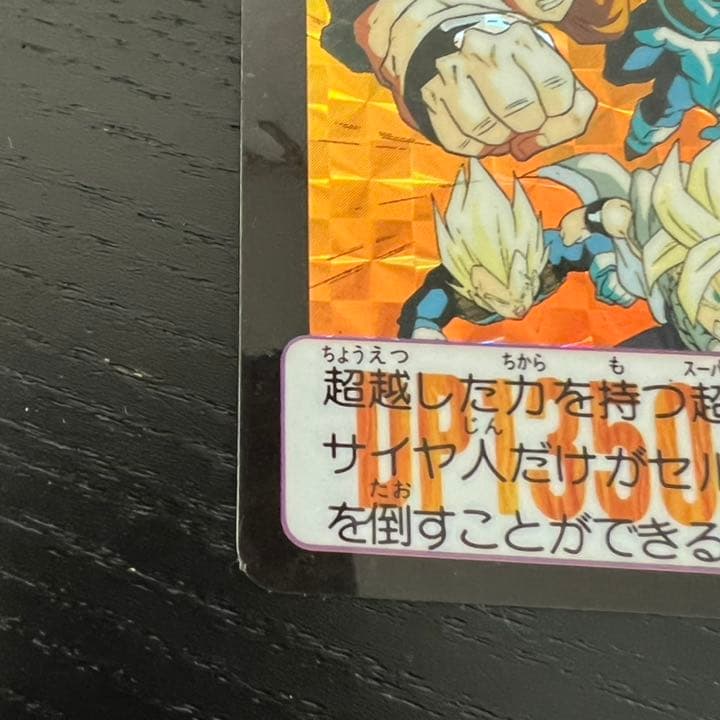 ちょうえつ ちから も スーパ
超越した力を持つ超
じん
サイヤ人だけがセル
たお
を倒すことができる
DP1350